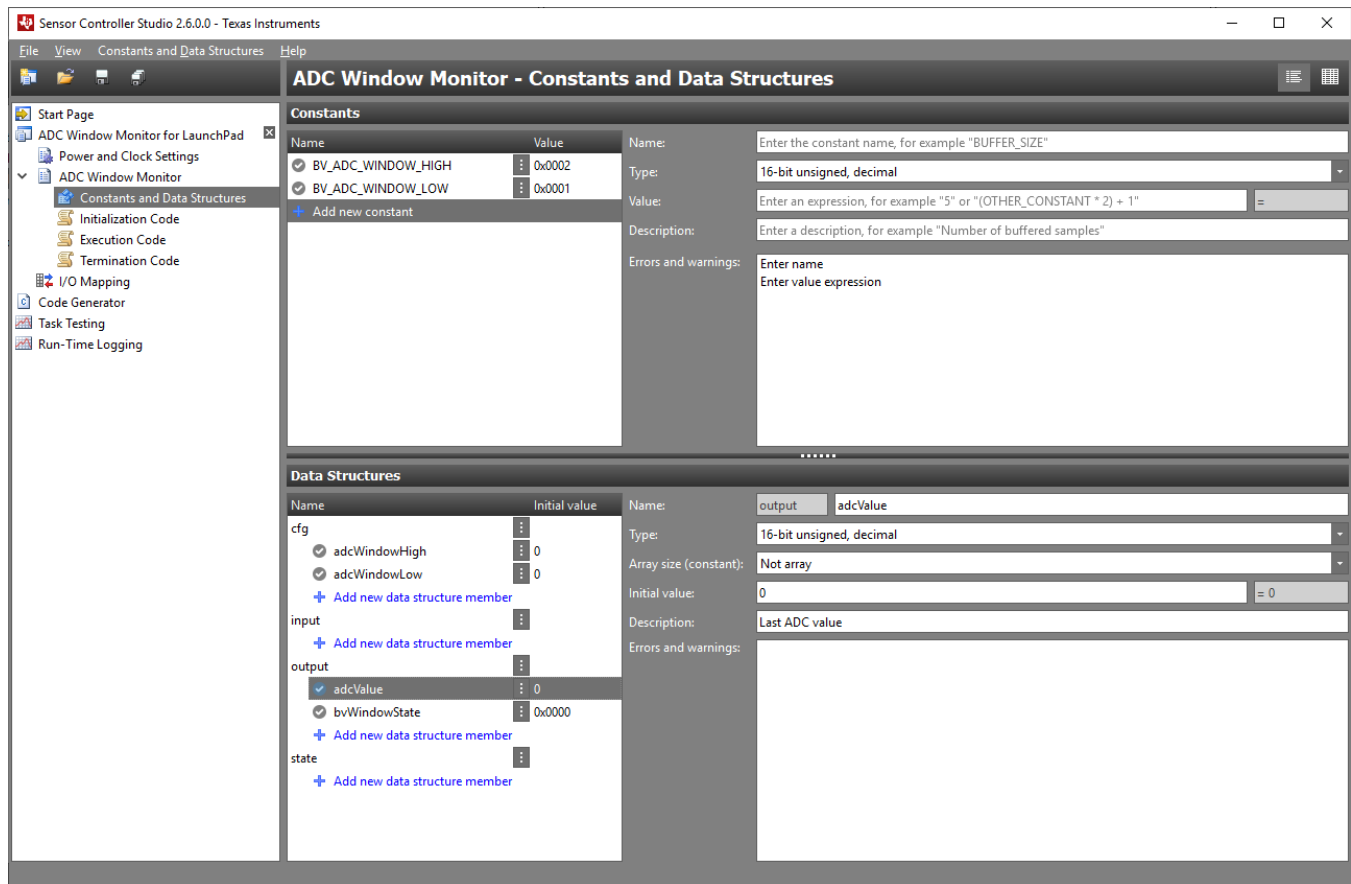 Sensor Controller Studio 2.6.0.0 - Texas Instruments
File View Constants and Data Structures Help
ADC Window Monitor - Constants and Data Structures
Start Page
ADC Window Monitor for LaunchPad
Power and Clock Settings
ADC Window Monitor
Constants and Data Structures
Initialization Code
Execution Code
Termination Code
I/O Mapping
Code Generator
Task Testing
Run-Time Logging
Constants
Name Value
BV_ADC_WINDOW_HIGH 0x0002
BV_ADC_WINDOW_LOW 0x0001
Add new constant
Name: Enter the constant name, for example "BUFFER_SIZE"
Type: 16-bit unsigned, decimal
Value: Enter an expression, for example "5" or "(OTHER_CONSTANT * 2) + 1" =
Description: Enter a description, for example "Number of buffered samples"
Errors and warnings: Enter name
Enter value expression
Data Structures
Name Initial value
cfg
adcWindowHigh 0
adcWindowLow 0
Add new data structure member
input
Add new data structure member
output
adcValue 0
bvWindowState 0x0000
Add new data structure member
state
Add new data structure member
Name: output adcValue
Type: 16-bit unsigned, decimal
Array size (constant): Not array
Initial value: 0 = 0
Description: Last ADC value
Errors and warnings: